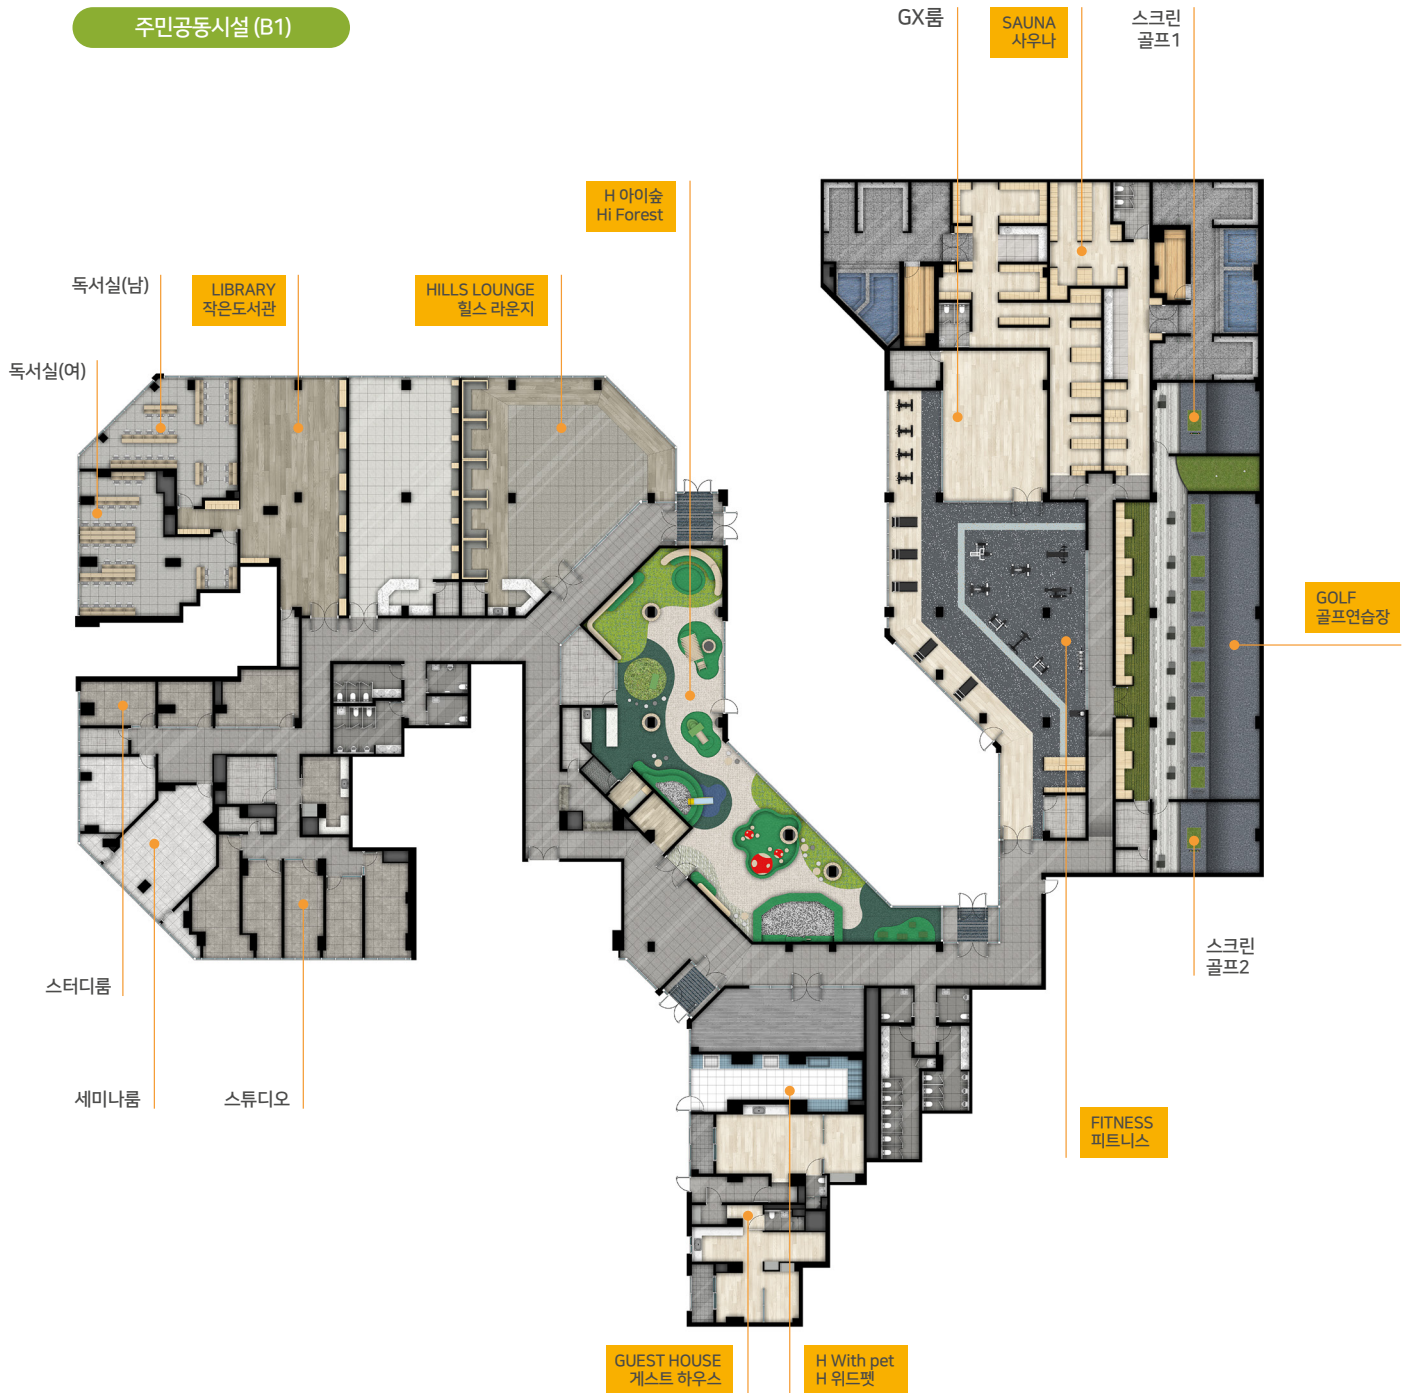 주민공동시설 (B1)
GX룸
SAUNA
사우나
스크린
골프1
H 아이숲
Hi Forest
독서실(남)
LIBRARY
작은도서관
HILLS LOUNGE
힐스 라운지
독서실(여)
GOLF
골프연습장
스터디룸
스크린
골프2
세미나룸
스튜디오
FITNESS
피트니스
GUEST HOUSE
게스트 하우스
H With pet
H 위드펫